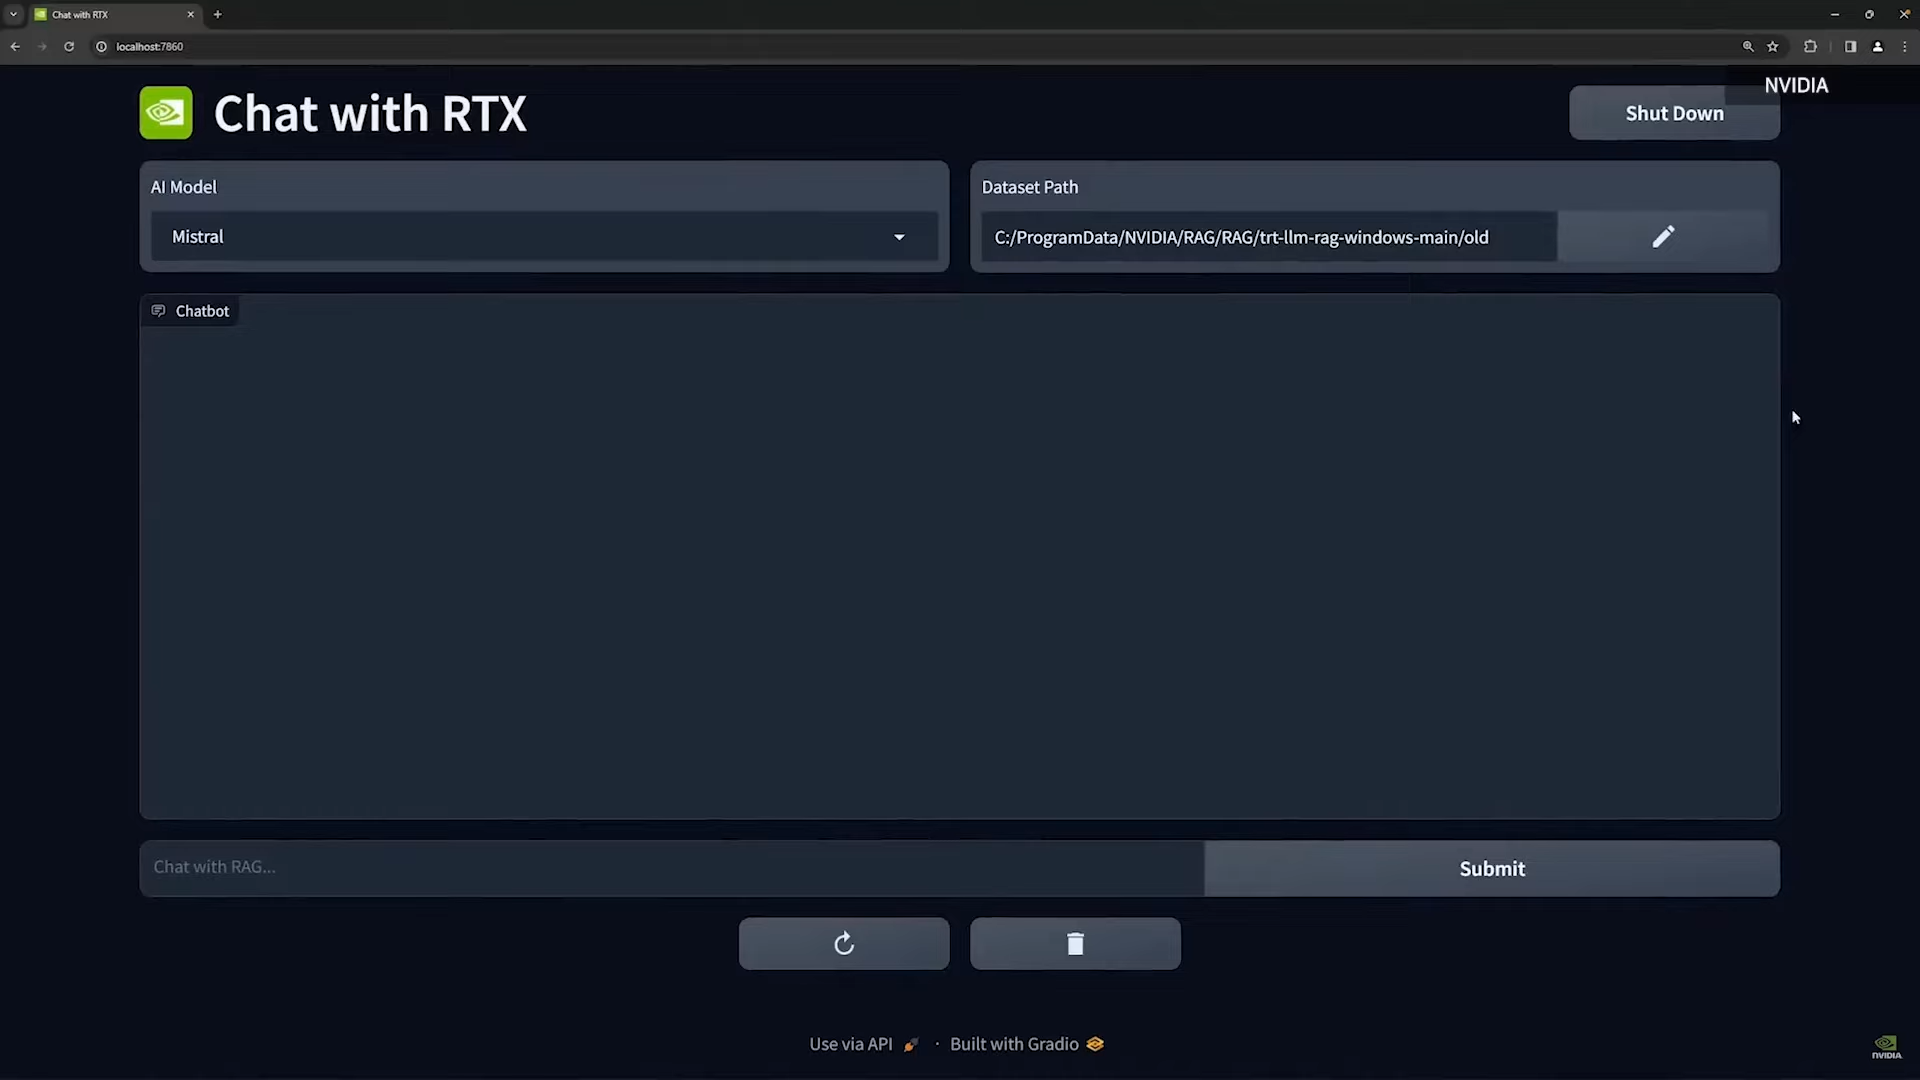 Chat with RTX
localhost:7860
NVIDIA
Chat with RTX
Shut Down
AI Model
Dataset Path
Mistral
C:/ProgramData/NVIDIA/RAG/RAG/trt-llm-rag-windows-main/old
Chatbot
Chat with RAG...
Submit
Use via API · Built with Gradio
NVIDIA